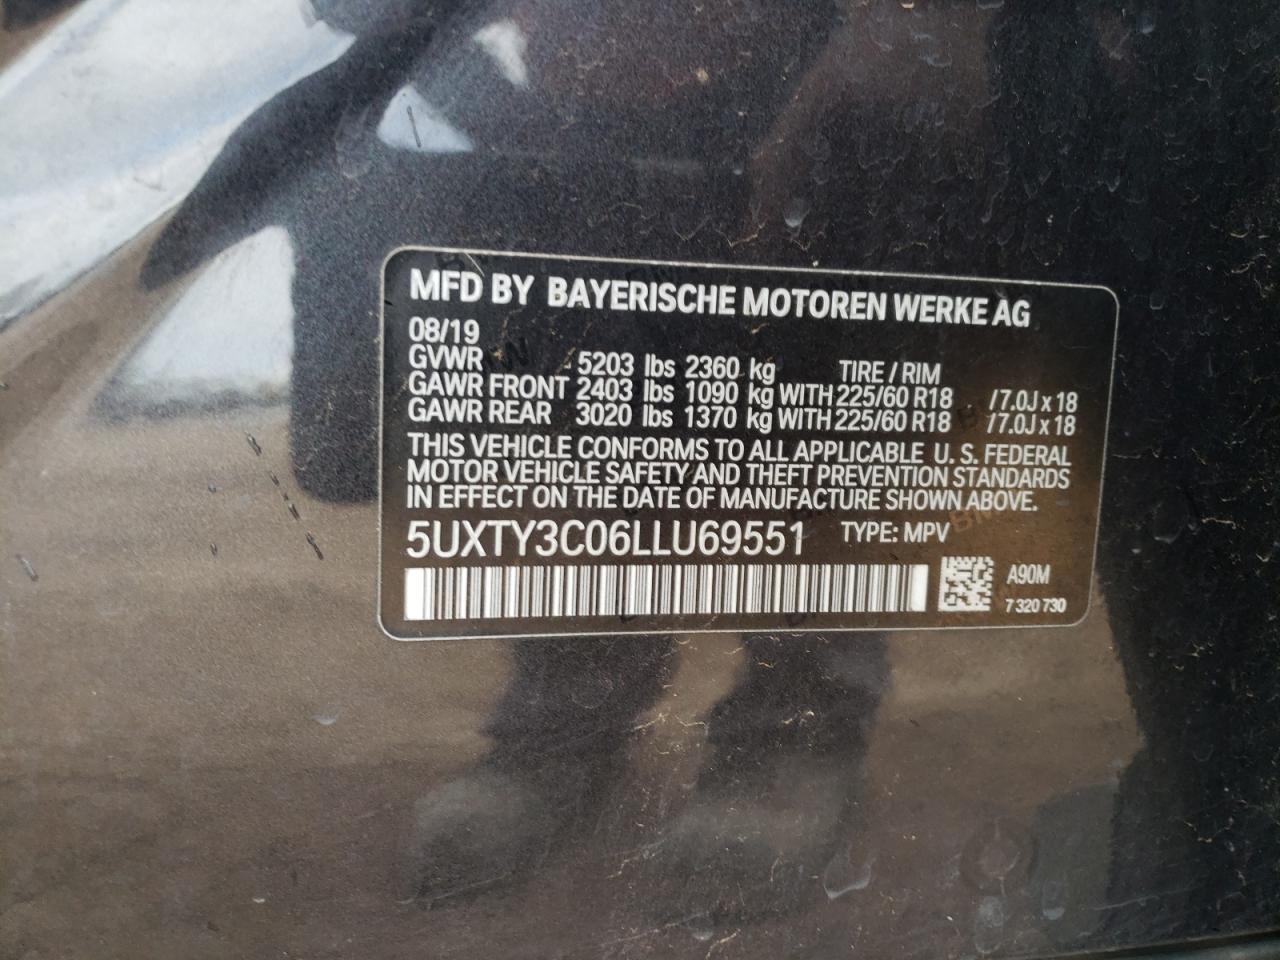 MFD BY BAYERISCHE MOTOREN WERKE AG
08/19
GVWR 5203 lbs 2360 kg TIRE / RIM
GAWR FRONT 2403 lbs 1090 kg WITH 225/60 R18 /7.0J x 18
GAWR REAR 3020 lbs 1370 kg WITH 225/60 R18 /7.0J x 18
THIS VEHICLE CONFORMS TO ALL APPLICABLE U. S. FEDERAL
MOTOR VEHICLE SAFETY AND THEFT PREVENTION STANDARDS
IN EFFECT ON THE DATE OF MANUFACTURE SHOWN ABOVE.
5UXTY3C06LLU69551 TYPE: MPV
A90M
7 320 730